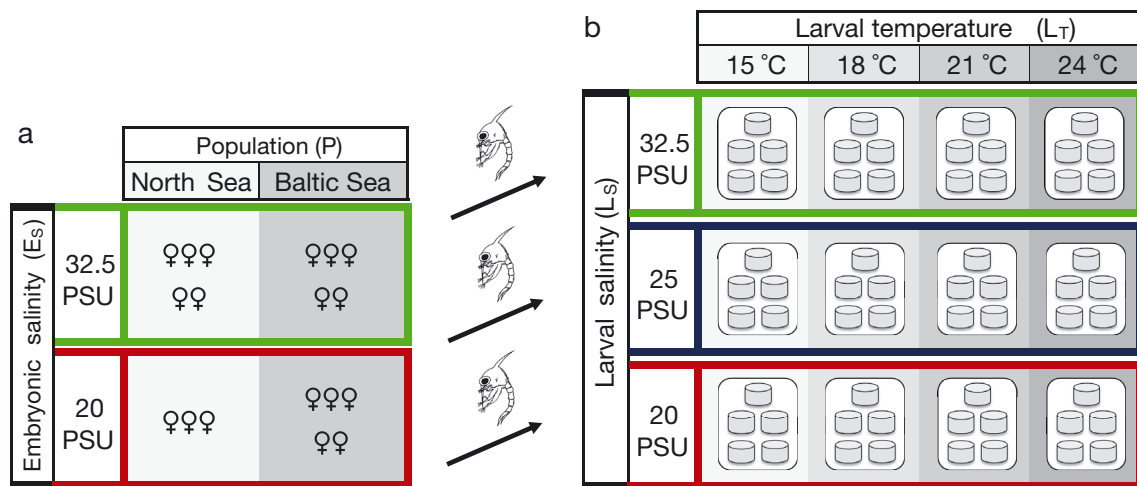 a
Population (P)
North Sea
Baltic Sea
Embryonic salinity (Es)
32.5
PSU
♀♀♀
♀♀
♀♀♀
♀♀
20
PSU
♀♀♀
♀♀♀
♀♀
b
Larval temperature (LT)
15 °C
18 °C
21 °C
24 °C
Larval salinity (Ls)
32.5
PSU
25
PSU
20
PSU